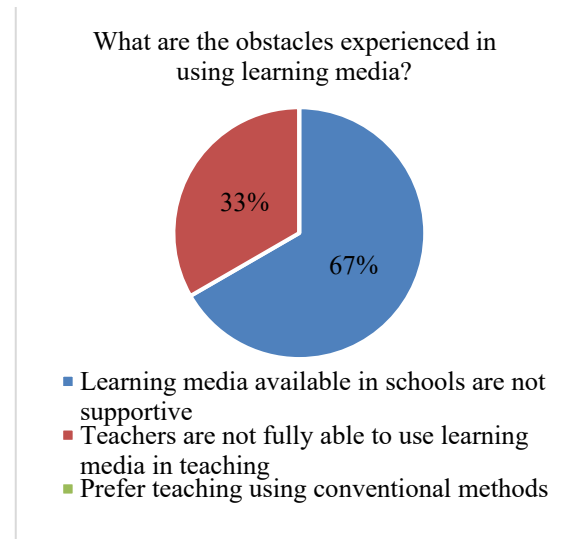 What are the obstacles experienced in
using learning media?
33%
67%
Learning media available in schools are not
supportive
Teachers are not fully able to use learning
media in teaching
Prefer teaching using conventional methods